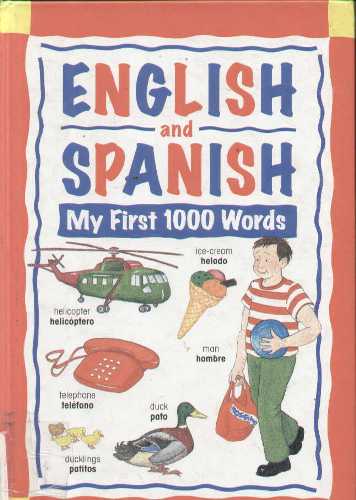 ENGLISH
and
SPANISH
My First 1000 Words
ice-cream
helado
helicopter
helicóptero
man
hombre
telephone
teléfono
duck
pato
ducklings
patitos